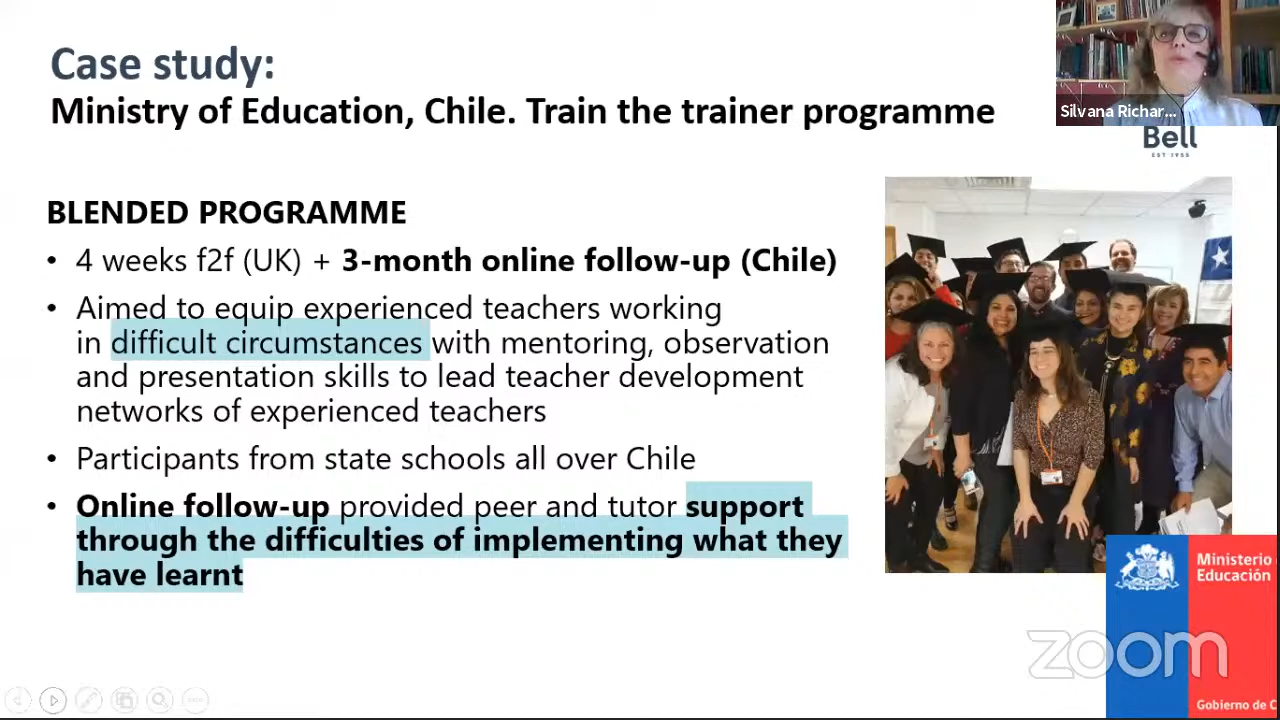 Case study:
Ministry of Education, Chile. Train the trainer programme
Silvana Richar...
Bell
EST 1955
BLENDED PROGRAMME
• 4 weeks f2f (UK) + 3-month online follow-up (Chile)
• Aimed to equip experienced teachers working
in difficult circumstances with mentoring, observation
and presentation skills to lead teacher development
networks of experienced teachers
• Participants from state schools all over Chile
• Online follow-up provided peer and tutor support
through the difficulties of implementing what they
have learnt
Ministerio
Educación
zoom
Gobierno de C